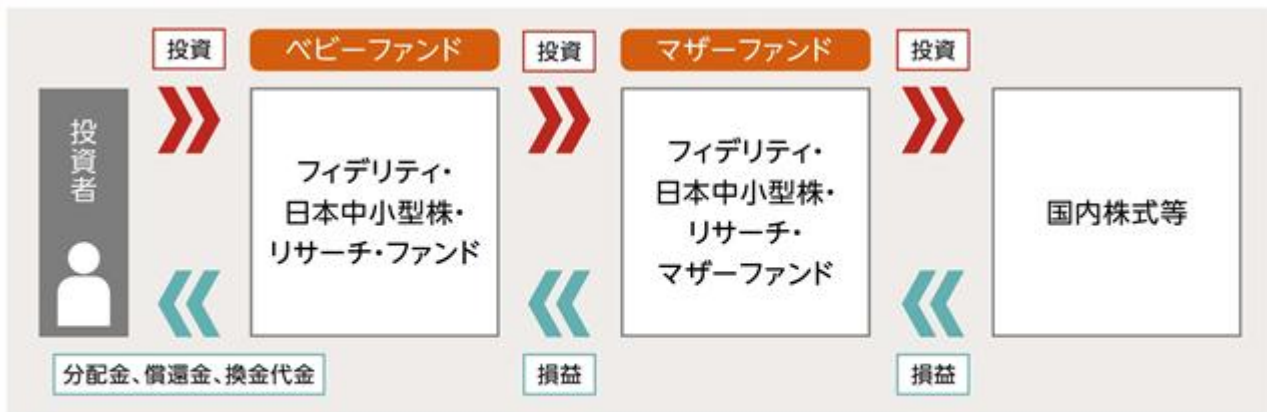 投資
ベビーファンド
投資
マザーファンド
投資
投資者
フィデリティ・
日本中小型株・
リサーチ・ファンド
フィデリティ・
日本中小型株・
リサーチ・
マザーファンド
国内株式等
分配金、償還金、換金代金
損益
損益